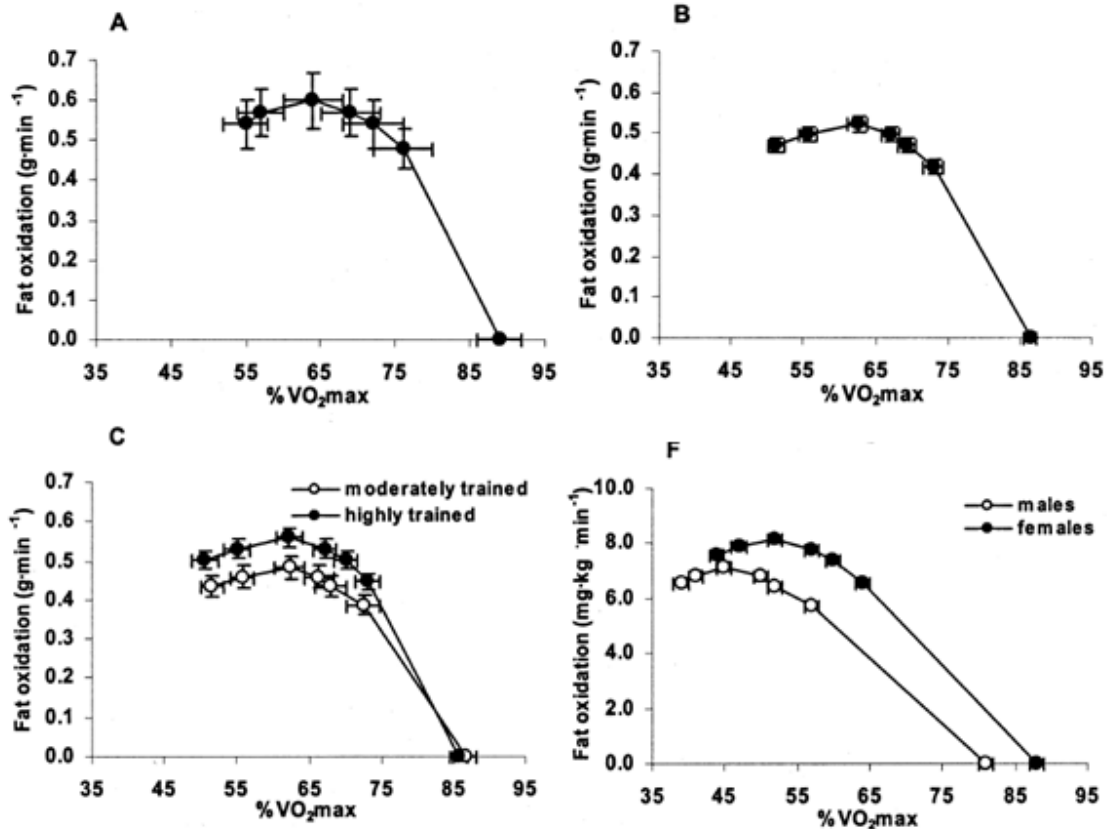 A
Fat oxidation (g·min ⁻¹)
0.7
0.6
0.5
0.4
0.3
0.2
0.1
0.0
35 45 55 65 75 85 95
%VO₂max
B
Fat oxidation (g·min ⁻¹)
0.7
0.6
0.5
0.4
0.3
0.2
0.1
0.0
35 45 55 65 75 85 95
%VO₂max
C
Fat oxidation (g·min ⁻¹)
0.7
0.6
0.5
0.4
0.3
0.2
0.1
0.0
moderately trained
highly trained
35 45 55 65 75 85 95
%VO₂max
F
Fat oxidation (mg·kg ·min⁻¹)
10.0
8.0
6.0
4.0
2.0
0.0
males
females
35 45 55 65 75 85 95
%VO₂max